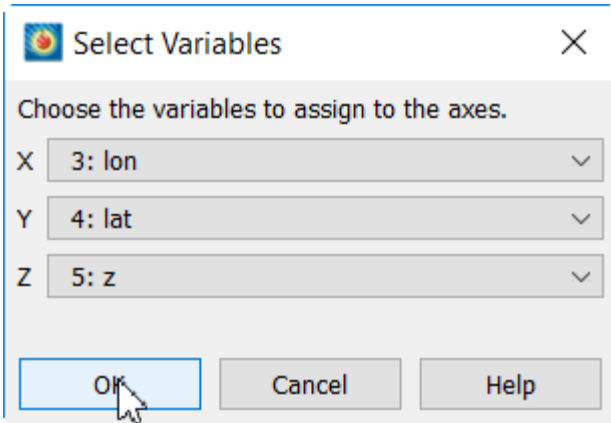 Select Variables
Choose the variables to assign to the axes.
X 3: lon
Y 4: lat
Z 5: z
OK Cancel Help